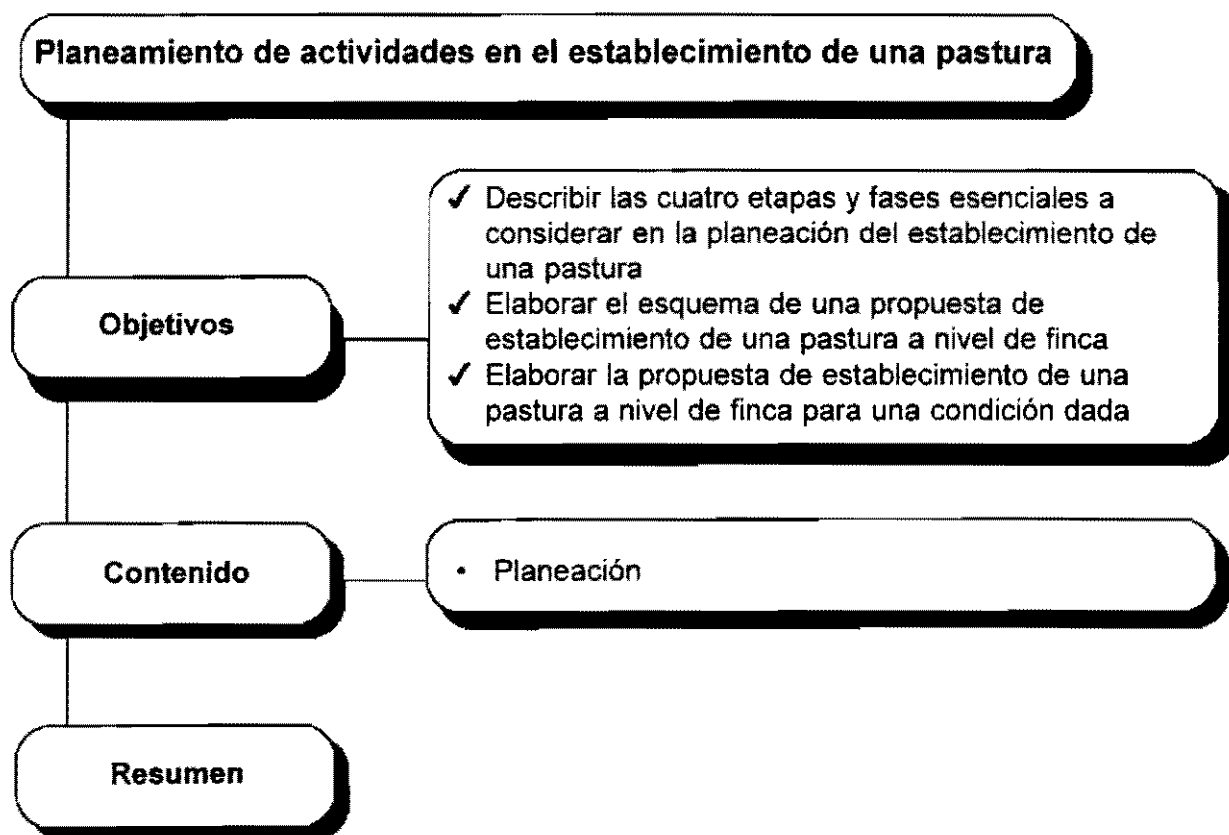 Planeamiento de actividades en el establecimiento de una pastura
Objetivos
✓ Describir las cuatro etapas y fases esenciales a
considerar en la planeación del establecimiento de
una pastura
✓ Elaborar el esquema de una propuesta de
establecimiento de una pastura a nivel de finca
✓ Elaborar la propuesta de establecimiento de una
pastura a nivel de finca para una condición dada
Contenido
• Planeación
Resumen